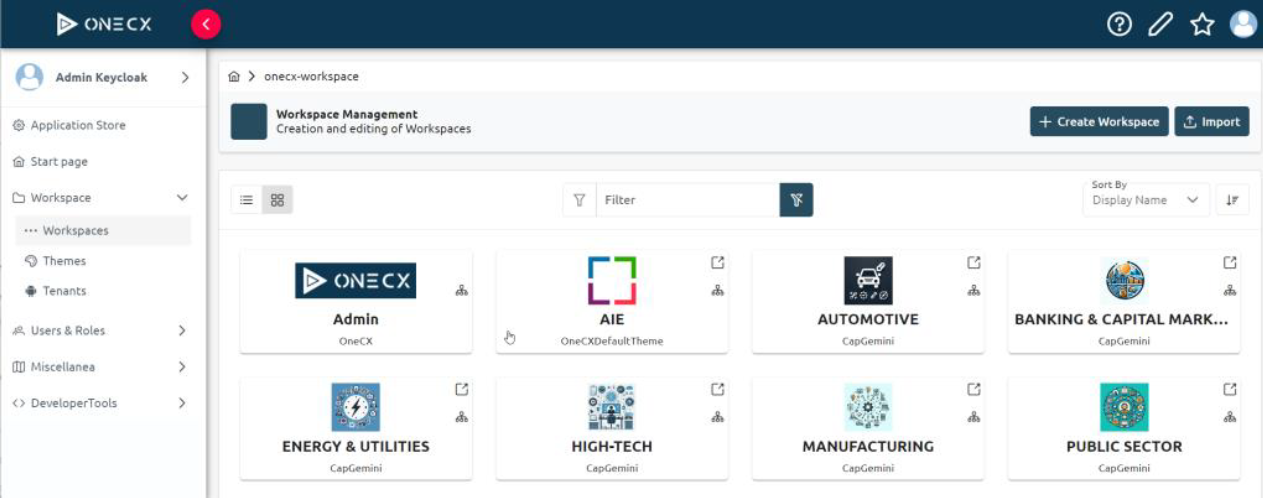 ONECX
Admin Keycloak
Application Store
Start page
Workspace
Workspaces
Themes
Tenants
Users & Roles
Miscellanea
DeveloperTools
onecx-workspace
Workspace Management
Creation and editing of Workspaces
Create Workspace
Import
Filter
Sort By
Display Name
ONECX
Admin
OneCX
AIE
OneCXDefaultTheme
AUTOMOTIVE
CapGemini
BANKING & CAPITAL MARK...
CapGemini
ENERGY & UTILITIES
CapGemini
HIGH-TECH
CapGemini
MANUFACTURING
CapGemini
PUBLIC SECTOR
CapGemini